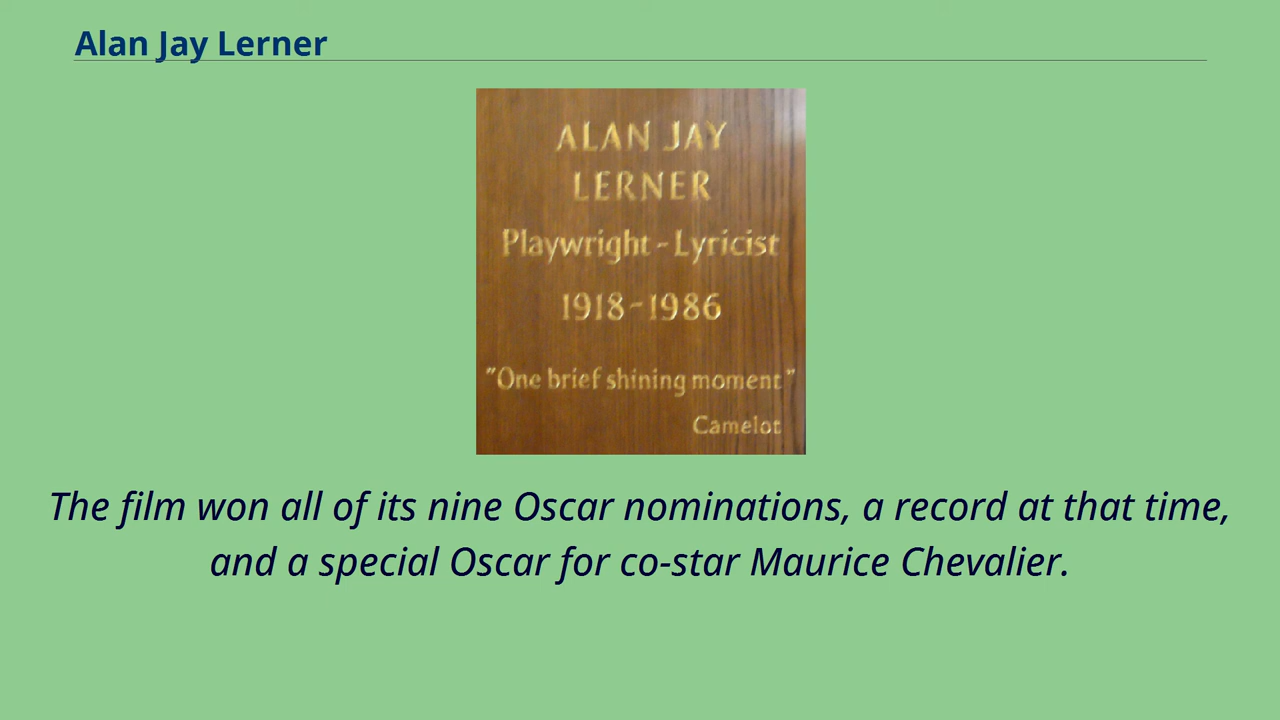 Alan Jay Lerner
ALAN JAY
LERNER
Playwright-Lyricist
1918-1986
"One brief shining moment"
Camelot
The film won all of its nine Oscar nominations, a record at that time,
and a special Oscar for co-star Maurice Chevalier.